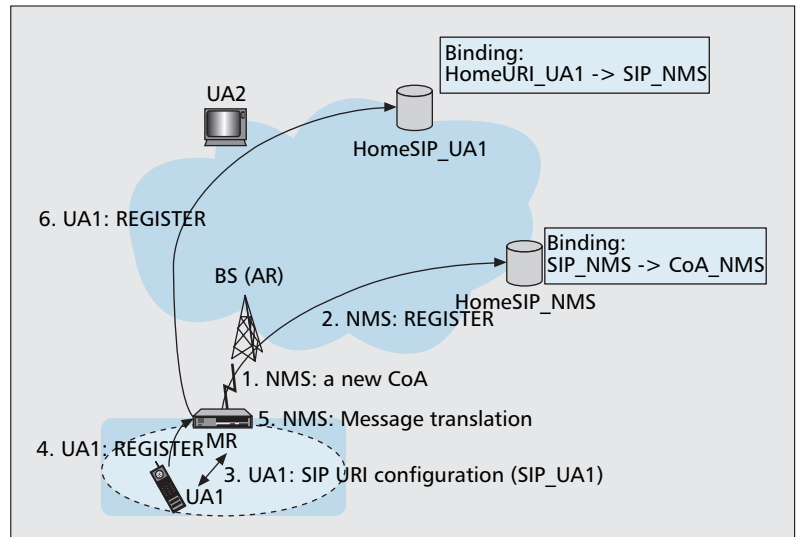 Binding:
HomeURI_UA1 -> SIP_NMS
UA2
HomeSIP_UA1
6. UA1: REGISTER
Binding:
SIP_NMS -> CoA_NMS
BS (AR)
HomeSIP_NMS
2. NMS: REGISTER
1. NMS: a new CoA
5. NMS: Message translation
4. UA1: REGISTER
MR
3. UA1: SIP URI configuration (SIP_UA1)
UA1